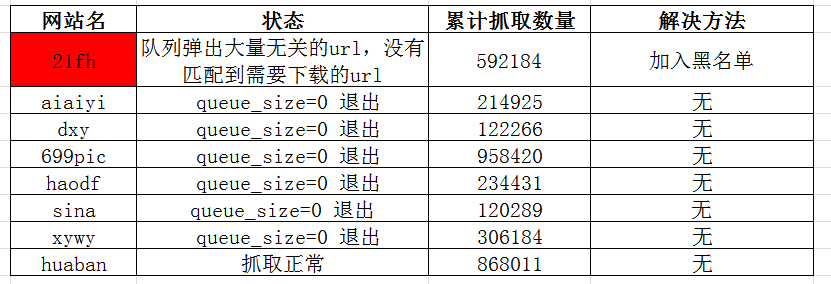 网站名 状态 累计抓取数量 解决方法
21fh 队列弹出大量无关的url，没有匹配到需要下载的url 592184 加入黑名单
aiaiyi queue_size=0 退出 214925 无
dxy queue_size=0 退出 122266 无
699pic queue_size=0 退出 958420 无
haodf queue_size=0 退出 234431 无
sina queue_size=0 退出 120289 无
xywy queue_size=0 退出 306184 无
huaban 抓取正常 868011 无